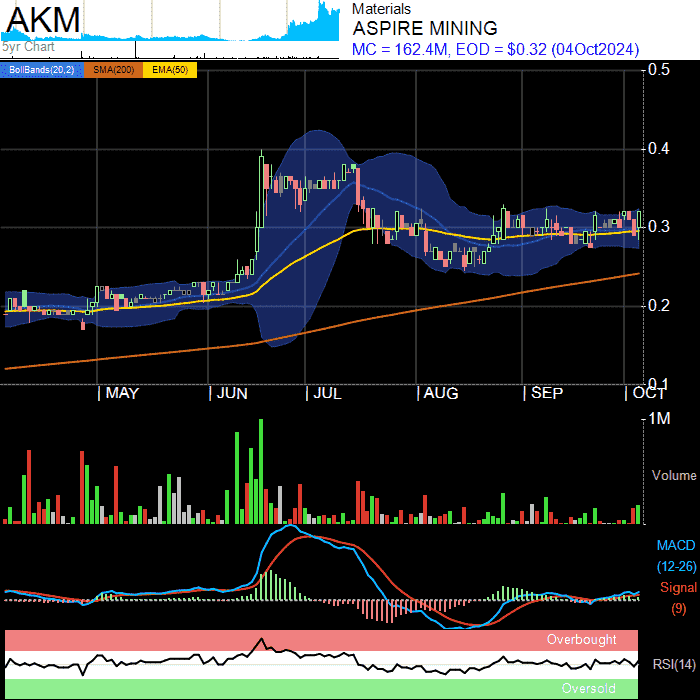 AKM
5yr Chart
Materials
ASPIRE MINING
MC = 162.4M, EOD = $0.32 (04Oct2024)
BollBands(20,2) SMA(200) EMA(50)
0.5
0.4
0.3
0.2
0.1
MAY JUN JUL AUG SEP OCT
1M
Volume
MACD
(12-26)
Signal
(9)
Overbought
RSI(14)
Oversold